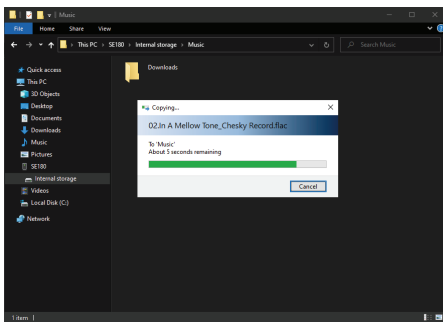 Music
File Home Share View
This PC > SE180 > Internal storage > Music
Search Music
Quick access
This PC
3D Objects
Desktop
Documents
Downloads
Music
Pictures
SE180
Internal storage
Videos
Local Disk (C:)
Network
Downloads
Copying...
02.In A Mellow Tone_Chesky Record.flac
To 'Music'
About 5 seconds remaining
Cancel
1 item